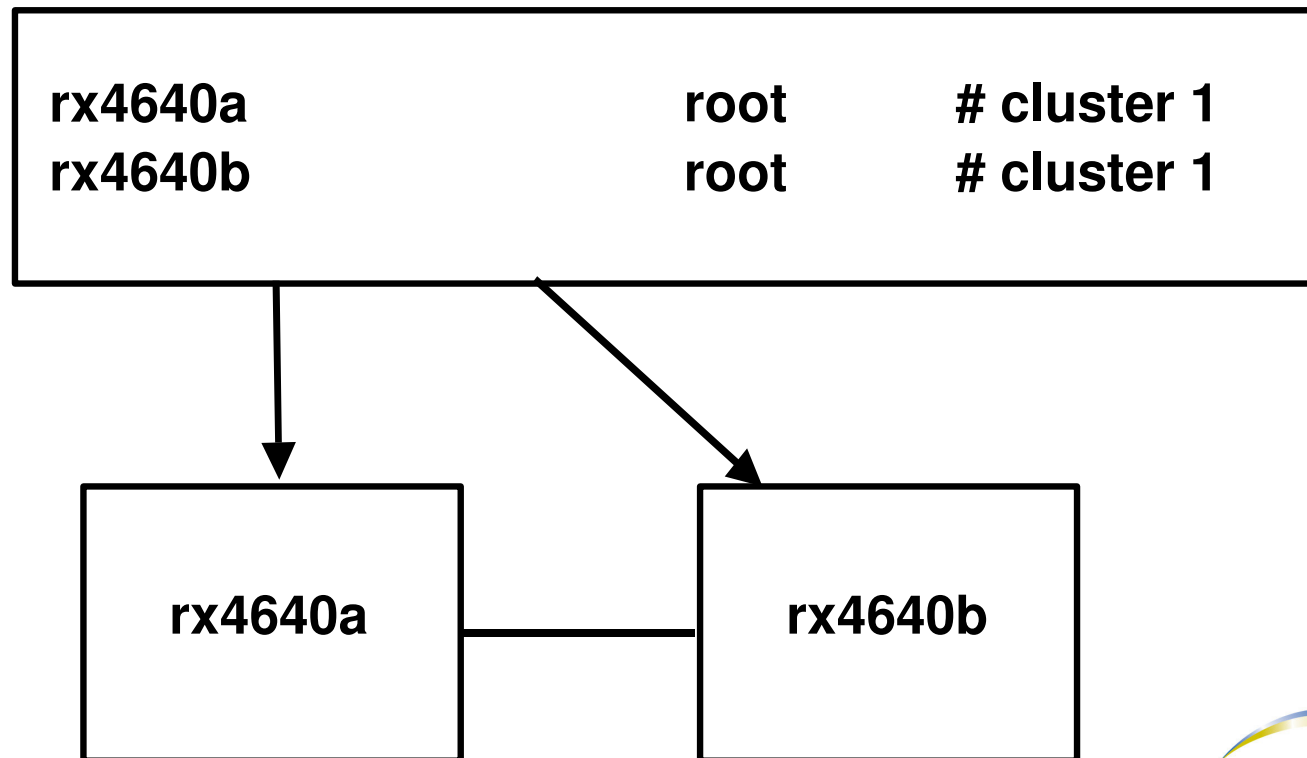 rx4640a root # cluster 1
rx4640b root # cluster 1
rx4640a
rx4640b